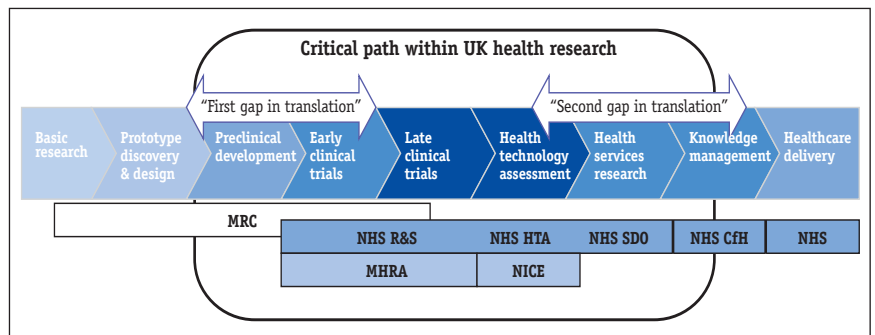 Critical path within UK health research
“First gap in translation”
“Second gap in translation”
Basic
research
Prototype
discovery
& design
Preclinical
development
Early
clinical
trials
Late
clinical
trials
Health
technology
assessment
Health
services
research
Knowledge
management
Healthcare
delivery
MRC
NHS R&S
NHS HTA
NHS SDO
NHS CfH
NHS
MHRA
NICE